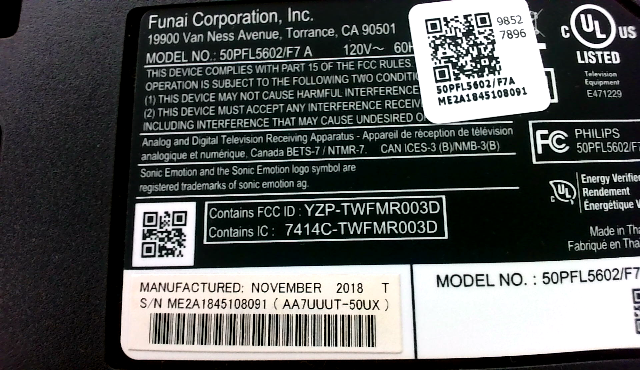 Funai Corporation, Inc.
19900 Van Ness Avenue, Torrance, CA 90501
MODEL NO.: 50PFL5602/F7 A 120V~ 60H
THIS DEVICE COMPLIES WITH PART 15 OF THE FCC RULES.
OPERATION IS SUBJECT TO THE FOLLOWING TWO CONDITI
(1) THIS DEVICE MAY NOT CAUSE HARMFUL INTERFERENCE
(2) THIS DEVICE MUST ACCEPT ANY INTERFERENCE RECEIV
INCLUDING INTERFERENCE THAT MAY CAUSE UNDESIRED O
Analog and Digital Television Receiving Apparatus - Appareil de réception de télévision
analogique et numérique, Canada BETS-7 / NTMR-7. CAN ICES-3 (B)/NMB-3(B)
Sonic Emotion and the Sonic Emotion logo symbol are
registered trademarks of sonic emotion ag.
Contains FCC ID : YZP-TWFMR003D
Contains IC : 7414C-TWFMR003D
MANUFACTURED: NOVEMBER 2018 T
S/N ME2A1845108091 ( AA7UUUT-50UX )
9852
7896
50PFL5602/F7A
ME2A1845108091
C UL US
LISTED
Television
Equipment
E471229
FC PHILIPS
50PFL5602/F7
UL
Energy Verified
Rendement
Énergétique V
Made in Tha
Fabriqué en Tha
MODEL NO. : 50PFL5602/F7